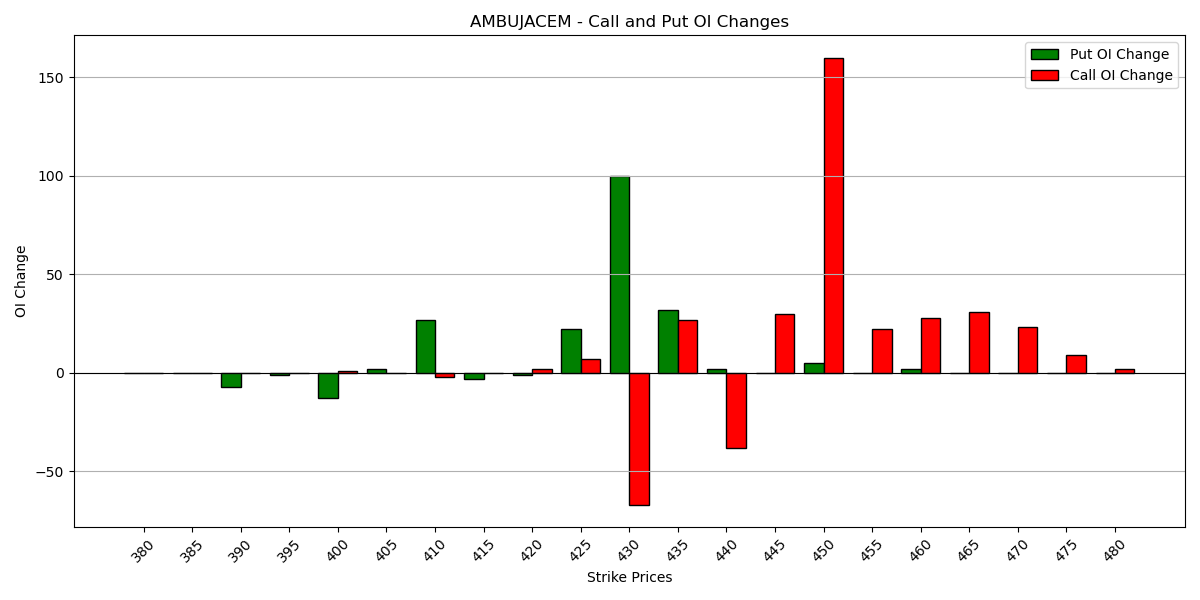 AMBUJACEM - Call and Put OI Changes
Put OI Change
Call OI Change
150
100
50
0
−50
OI Change
380 385 390 395 400 405 410 415 420 425 430 435 440 445 450 455 460 465 470 475 480
Strike Prices